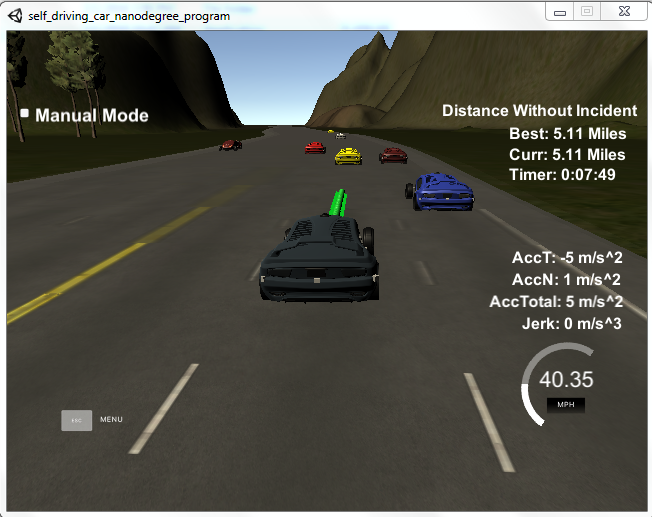 self_driving_car_nanodegree_program
Manual Mode
Distance Without Incident
Best: 5.11 Miles
Curr: 5.11 Miles
Timer: 0:07:49
AccT: -5 m/s^2
AccN: 1 m/s^2
AccTotal: 5 m/s^2
Jerk: 0 m/s^3
40.35
MPH
ESC MENU